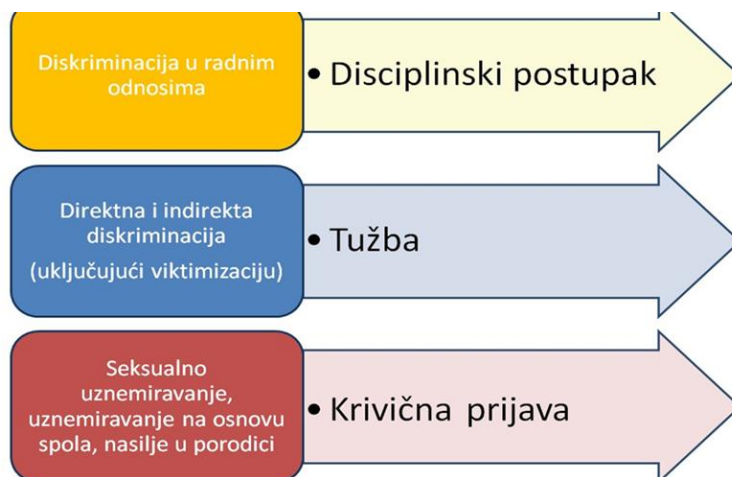 Diskriminacija u radnim
odnosima
• Disciplinski postupak
Direktna i indirekta
diskriminacija
(uključujući viktimizaciju)
• Tužba
Seksualno
uznemiravanje,
uznemiravanje na osnovu
spola, nasilje u porodici
• Krivična prijava